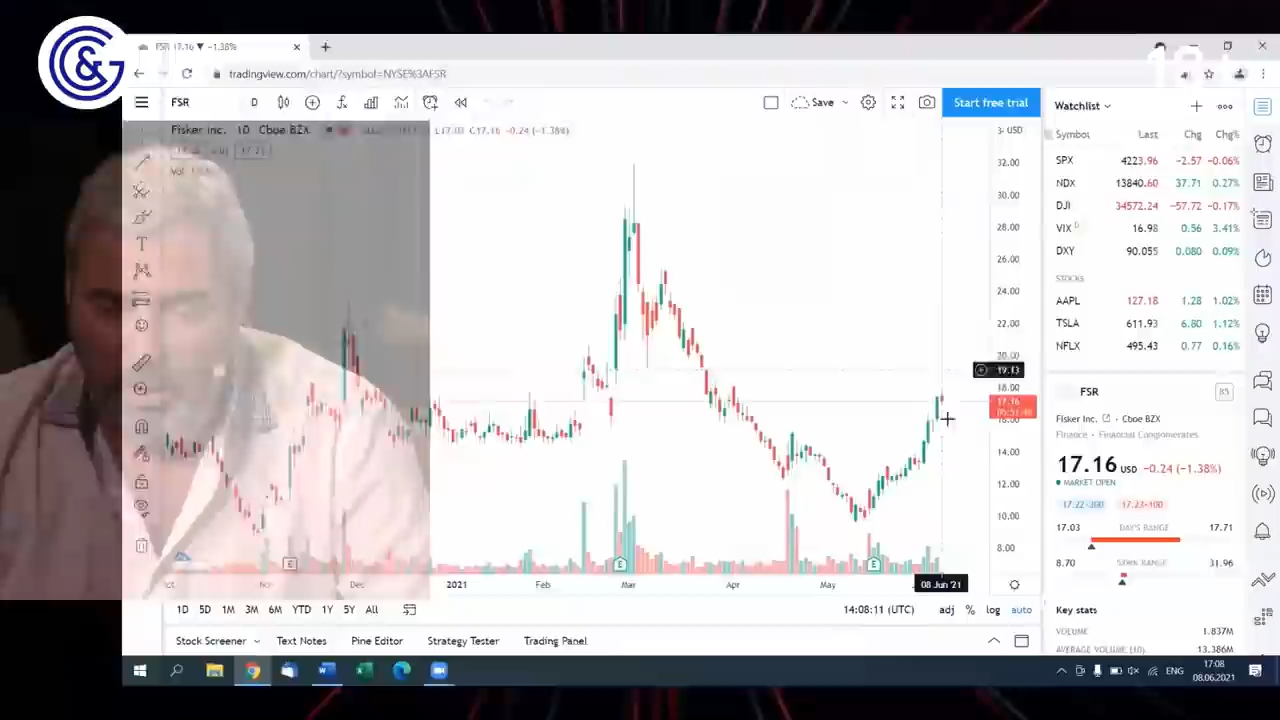 G&G
18+
FSR 17.16 ▼ −1.38%
tradingview.com/chart/?symbol=NYSE%3AFSR
FSR D Save Start free trial
Fisker Inc. 1D Cboe BZX L17.03 C17.16 −0.24 (−1.38%)
17.21
Vol
USD
32.00
30.00
28.00
26.00
24.00
22.00
20.00
19.13
18.00
17.16
16.00
14.00
12.00
10.00
8.00
E E E
Dec 2021 Feb Mar Apr May 08 Jun '21
1D 5D 1M 3M 6M YTD 1Y 5Y All 14:08:11 (UTC) adj % log auto
Stock Screener Text Notes Pine Editor Strategy Tester Trading Panel
Watchlist
Symbol Last Chg Chg%
SPX 4223.96 −2.57 −0.06%
NDX 13840.60 37.71 0.27%
DJI 34572.24 −57.72 −0.17%
VIX D 16.98 0.56 3.41%
DXY 90.055 0.080 0.09%
STOCKS
AAPL 127.18 1.28 1.02%
TSLA 611.93 6.80 1.12%
NFLX 495.43 0.77 0.16%
FSR
Fisker Inc. Cboe BZX
Finance • Financial Conglomerates
17.16 USD −0.24 (−1.38%)
MARKET OPEN
17.03 DAY'S RANGE 17.71
8.70 52WK RANGE 31.96
Key stats
VOLUME 1.837M
AVERAGE VOLUME (10) 13.386M
ENG 17:08
08.06.2021